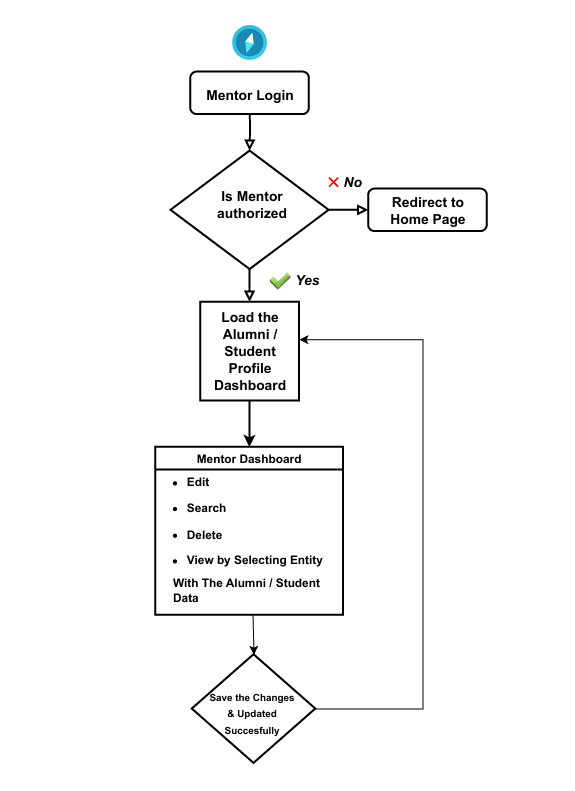 Mentor Login
Is Mentor
authorized
No
Redirect to
Home Page
Yes
Load the
Alumni /
Student
Profile
Dashboard
Mentor Dashboard
• Edit
• Search
• Delete
• View by Selecting Entity
With The Alumni / Student
Data
Save the Changes
& Updated
Succesfully